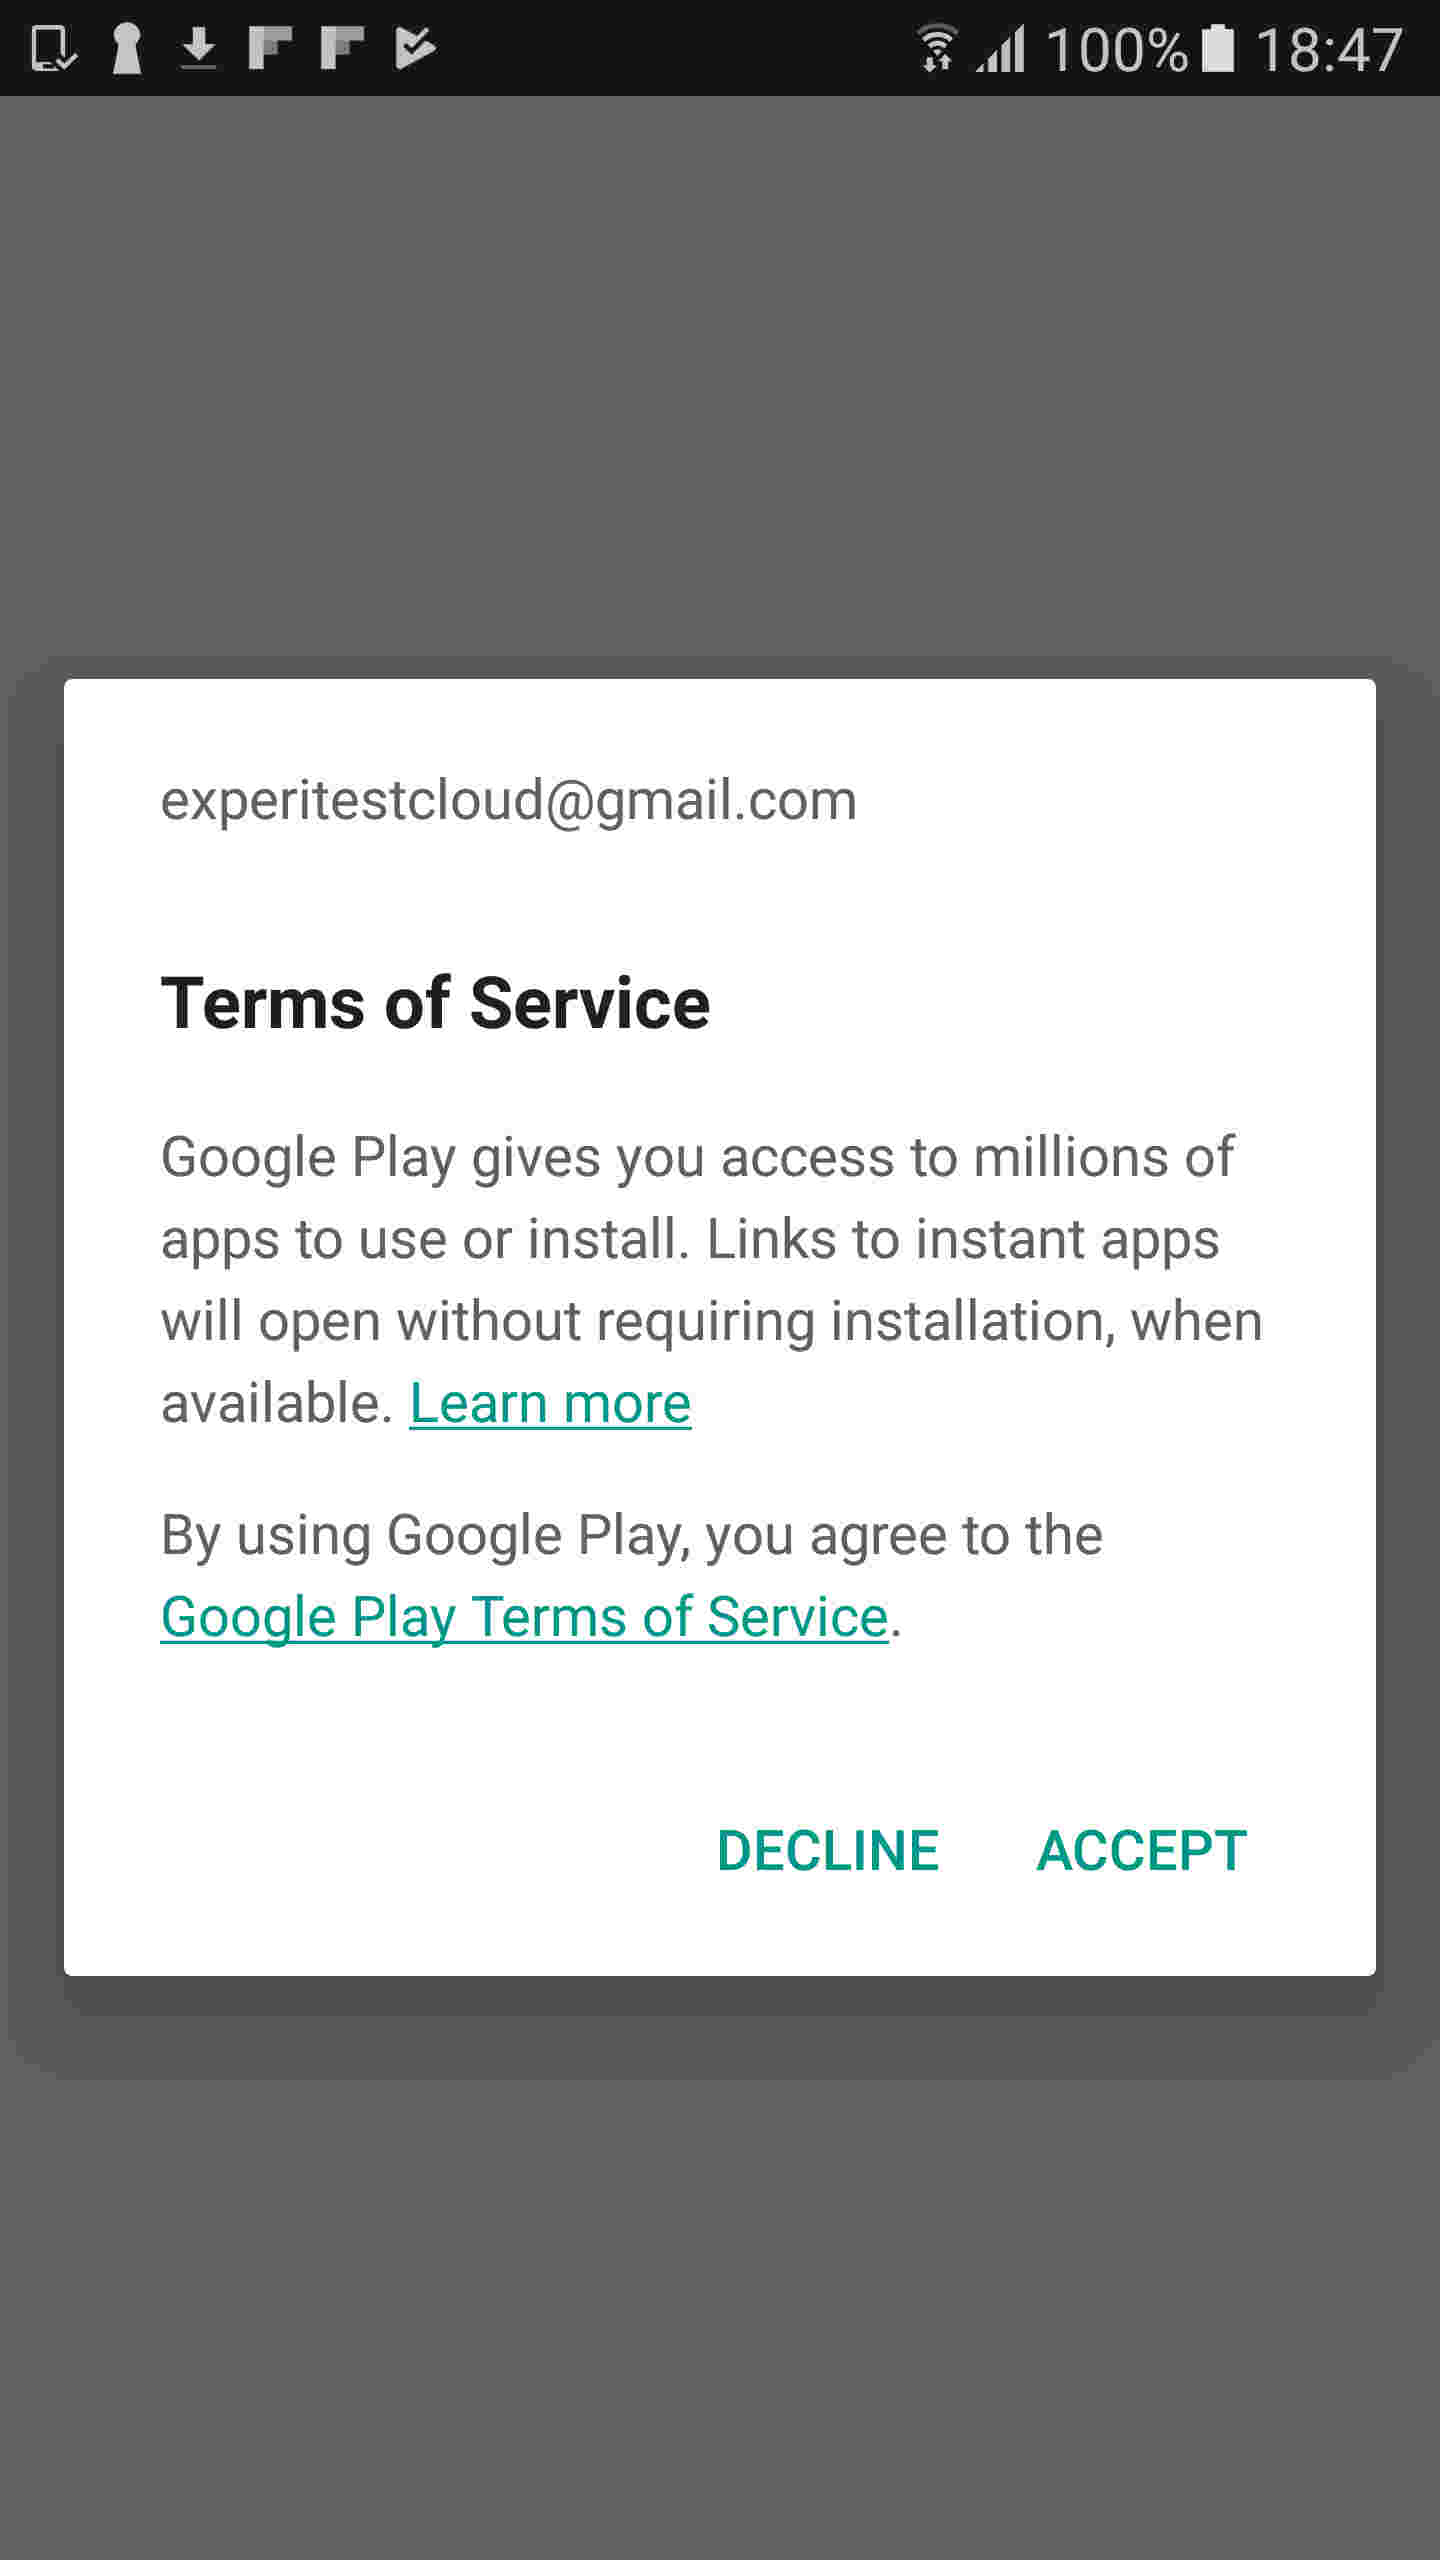 100% 18:47
experitestcloud@gmail.com
Terms of Service
Google Play gives you access to millions of
apps to use or install. Links to instant apps
will open without requiring installation, when
available. Learn more
By using Google Play, you agree to the
Google Play Terms of Service.
DECLINE ACCEPT